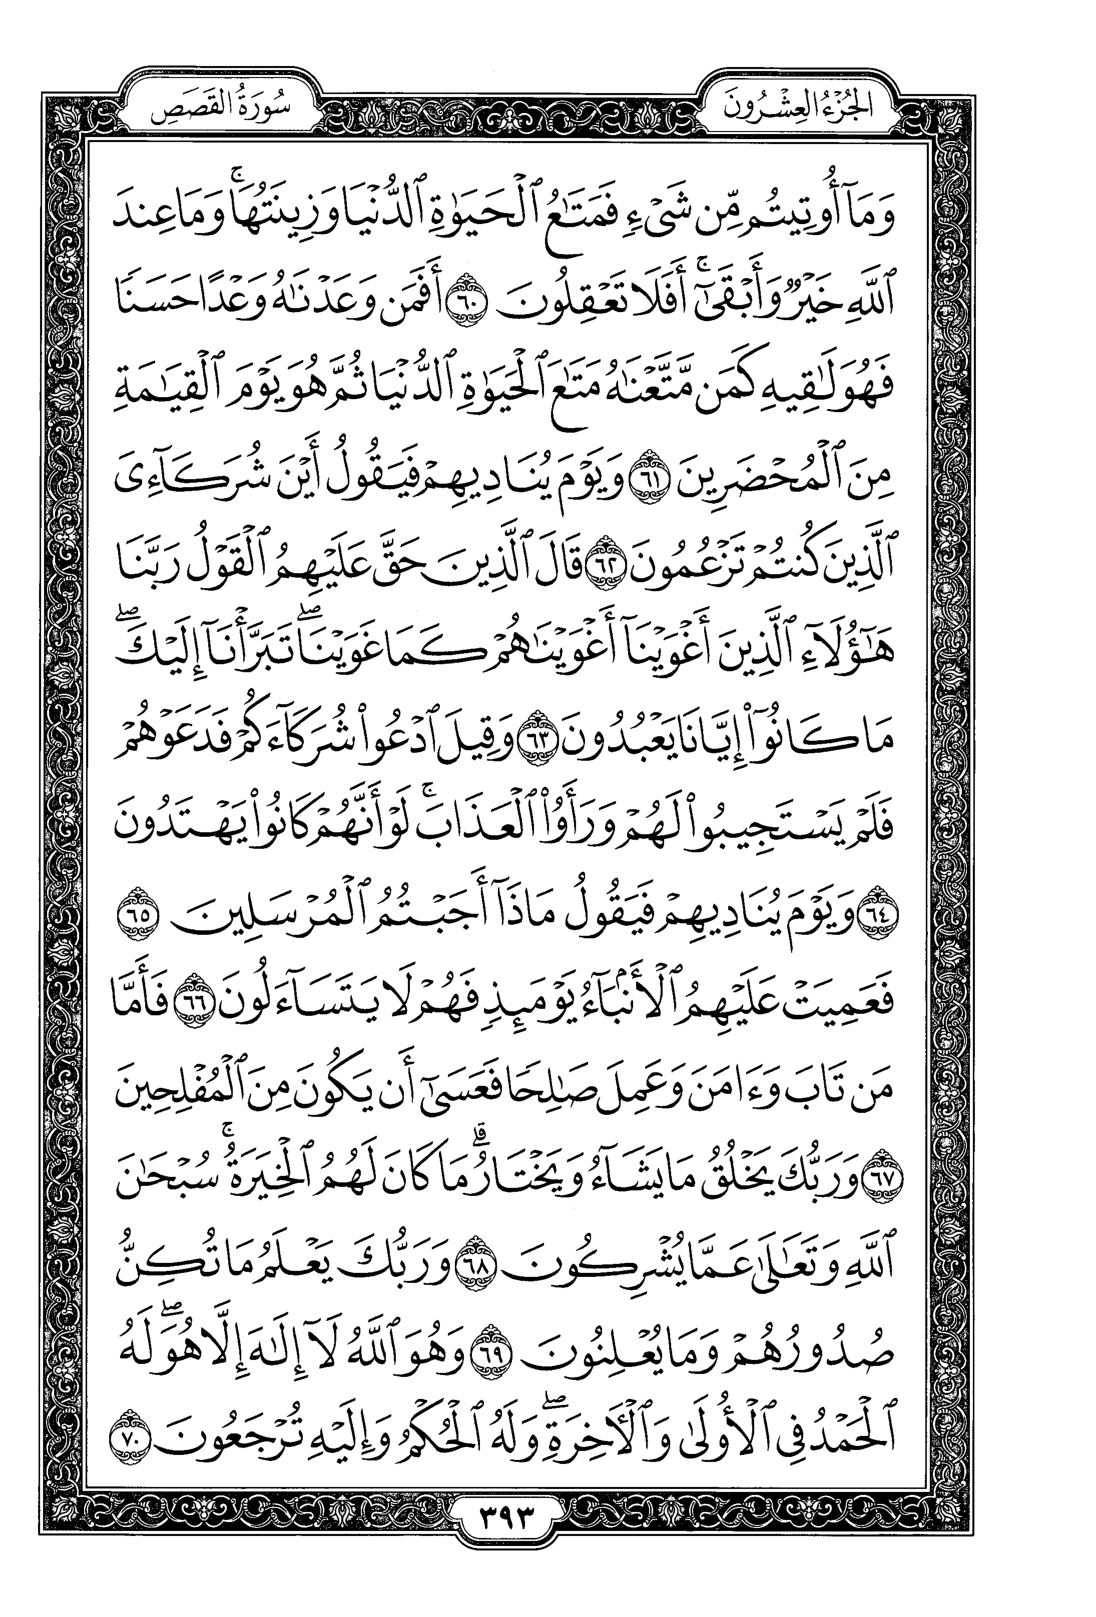 الجُزْءُ العِشْرُونَ
سُورَةُ القَصَصِ
وَمَآ أُوتِيتُم مِّن شَيْءٍ فَمَتَٰعُ ٱلْحَيَوٰةِ ٱلدُّنْيَا وَزِينَتُهَا ۚ وَمَا عِندَ
ٱللَّهِ خَيْرٌ وَأَبْقَىٰٓ ۚ أَفَلَا تَعْقِلُونَ ٦٠ أَفَمَن وَعَدْنَٰهُ وَعْدًا حَسَنًا
فَهُوَ لَٰقِيهِ كَمَن مَّتَّعْنَٰهُ مَتَٰعَ ٱلْحَيَوٰةِ ٱلدُّنْيَا ثُمَّ هُوَ يَوْمَ ٱلْقِيَٰمَةِ
مِنَ ٱلْمُحْضَرِينَ ٦١ وَيَوْمَ يُنَادِيهِمْ فَيَقُولُ أَيْنَ شُرَكَآءِىَ
ٱلَّذِينَ كُنتُمْ تَزْعُمُونَ ٦٢ قَالَ ٱلَّذِينَ حَقَّ عَلَيْهِمُ ٱلْقَوْلُ رَبَّنَا
هَٰٓؤُلَآءِ ٱلَّذِينَ أَغْوَيْنَآ أَغْوَيْنَٰهُمْ كَمَا غَوَيْنَا ۖ تَبَرَّأْنَآ إِلَيْكَ ۖ
مَا كَانُوٓا۟ إِيَّانَا يَعْبُدُونَ ٦٣ وَقِيلَ ٱدْعُوا۟ شُرَكَآءَكُمْ فَدَعَوْهُمْ
فَلَمْ يَسْتَجِيبُوا۟ لَهُمْ وَرَأَوُا۟ ٱلْعَذَابَ ۚ لَوْ أَنَّهُمْ كَانُوا۟ يَهْتَدُونَ
٦٤ وَيَوْمَ يُنَادِيهِمْ فَيَقُولُ مَاذَآ أَجَبْتُمُ ٱلْمُرْسَلِينَ ٦٥
فَعَمِيَتْ عَلَيْهِمُ ٱلْأَنۢبَآءُ يَوْمَئِذٍ فَهُمْ لَا يَتَسَآءَلُونَ ٦٦ فَأَمَّا
مَن تَابَ وَءَامَنَ وَعَمِلَ صَٰلِحًا فَعَسَىٰٓ أَن يَكُونَ مِنَ ٱلْمُفْلِحِينَ
٦٧ وَرَبُّكَ يَخْلُقُ مَا يَشَآءُ وَيَخْتَارُ ۗ مَا كَانَ لَهُمُ ٱلْخِيَرَةُ ۚ سُبْحَٰنَ
ٱللَّهِ وَتَعَٰلَىٰ عَمَّا يُشْرِكُونَ ٦٨ وَرَبُّكَ يَعْلَمُ مَا تُكِنُّ
صُدُورُهُمْ وَمَا يُعْلِنُونَ ٦٩ وَهُوَ ٱللَّهُ لَآ إِلَٰهَ إِلَّا هُوَ ۖ لَهُ
ٱلْحَمْدُ فِى ٱلْأُولَىٰ وَٱلْءَاخِرَةِ ۖ وَلَهُ ٱلْحُكْمُ وَإِلَيْهِ تُرْجَعُونَ ٧٠
٣٩٣